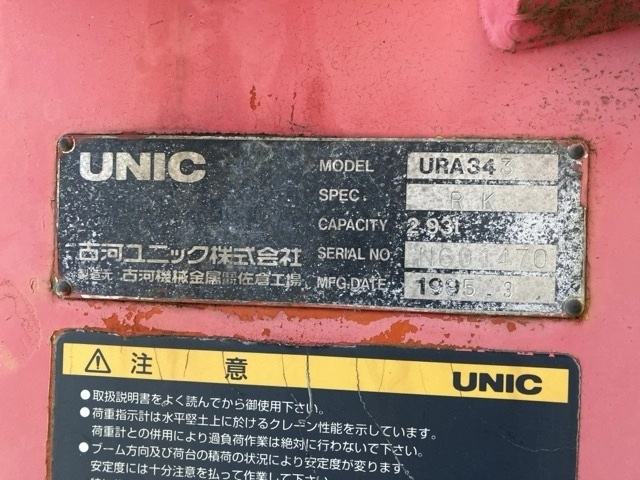 UNIC
MODEL URA343
SPEC. R K
CAPACITY 2.93t
古河ユニック株式会社
SERIAL NO. N601470
製造元 古河機械金属㈱佐倉工場
MFG.DATE 1995 3
⚠ 注 意 UNIC
●取扱説明書をよく読んでから御使用下さい。
●荷重指示計は水平堅土上に於けるクレーン性能を示しています。
荷重計との併用により過負荷作業は絶対に行わないで下さい。
●ブーム方向及び荷台の積荷の状況により安定度が変ります。
安定度には十分注意を払って作業して下さい。